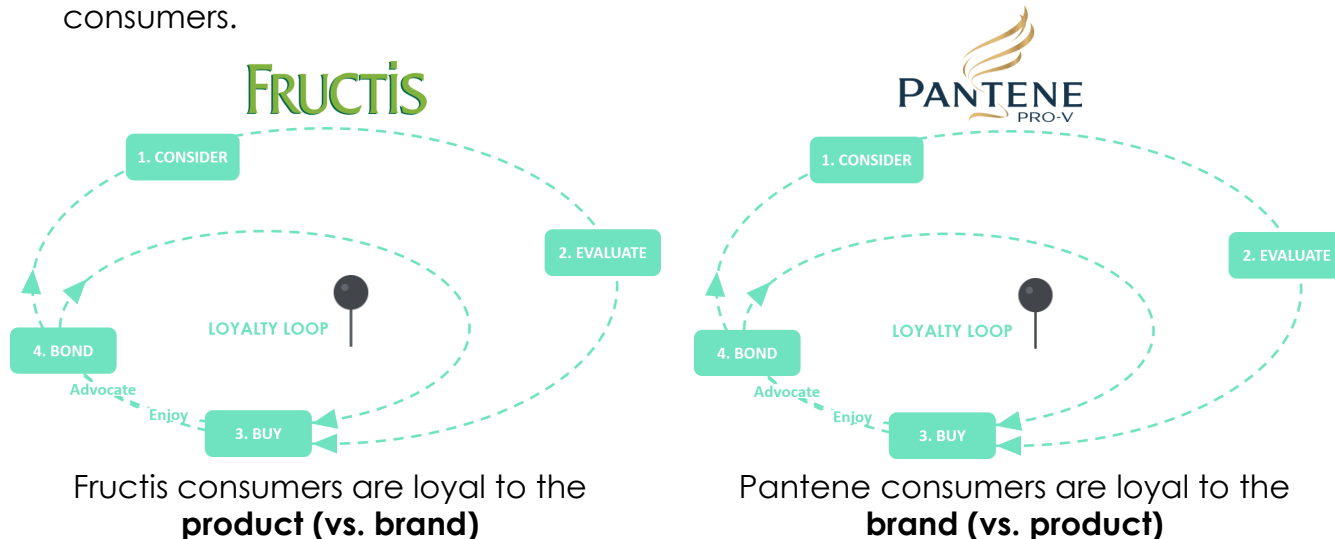 consumers.
FRUCTiS
1. CONSIDER
2. EVALUATE
LOYALTY LOOP
4. BOND
Advocate
Enjoy
3. BUY
Fructis consumers are loyal to the
product (vs. brand)
PANTENE
PRO-V
1. CONSIDER
2. EVALUATE
LOYALTY LOOP
4. BOND
Advocate
Enjoy
3. BUY
Pantene consumers are loyal to the
brand (vs. product)